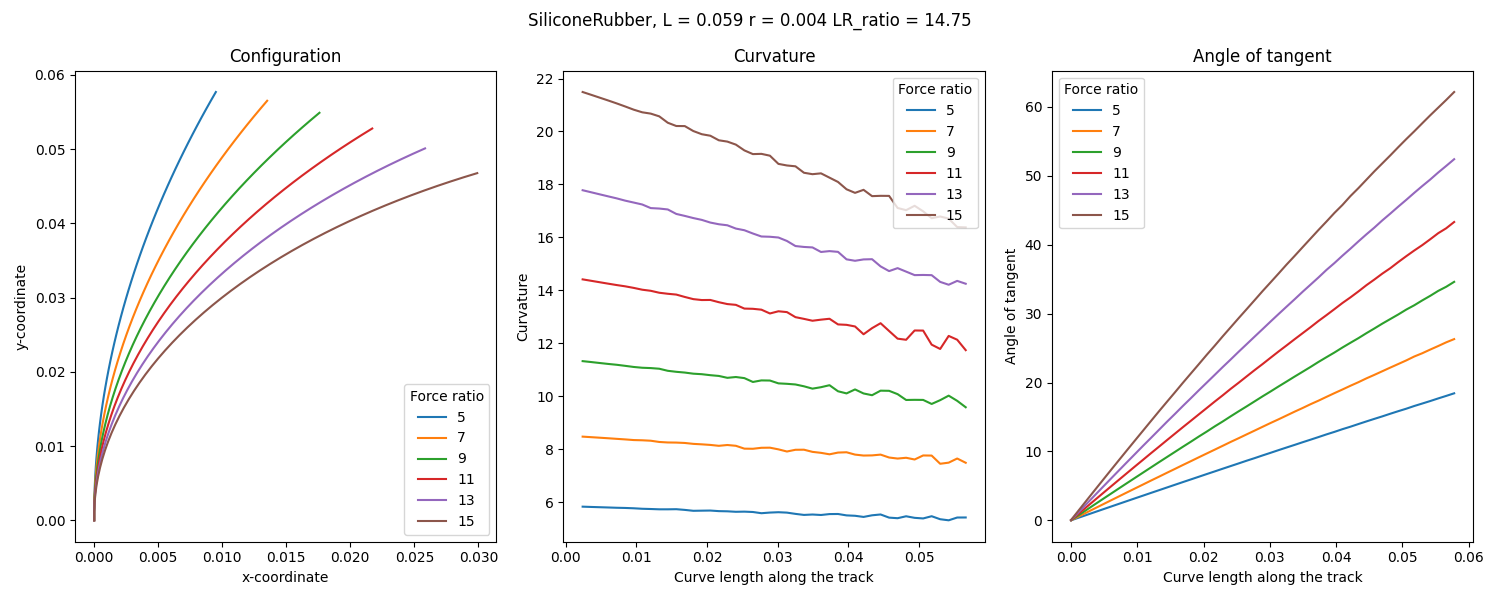 SiliconeRubber, L = 0.059 r = 0.004 LR_ratio = 14.75
Configuration
y-coordinate
0.06
0.05
0.04
0.03
0.02
0.01
0.00
Force ratio
5
7
9
11
13
15
0.000 0.005 0.010 0.015 0.020 0.025 0.030
x-coordinate
Curvature
Curvature
22
20
18
16
14
12
10
8
6
Force ratio
5
7
9
11
13
15
0.00 0.01 0.02 0.03 0.04 0.05
Curve length along the track
Angle of tangent
Angle of tangent
60
50
40
30
20
10
0
Force ratio
5
7
9
11
13
15
0.00 0.01 0.02 0.03 0.04 0.05 0.06
Curve length along the track